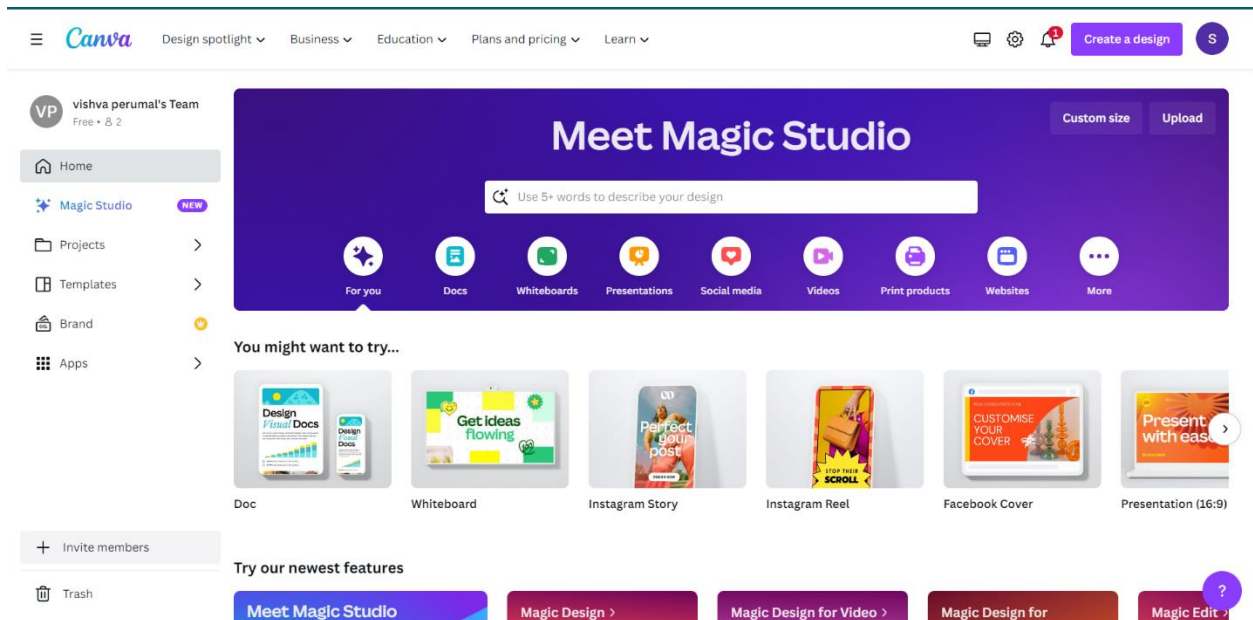 Canva
Design spotlight
Business
Education
Plans and pricing
Learn
1
Create a design
S
VP
vishva perumal's Team
Free • 2
Home
Magic Studio
NEW
Projects
Templates
Brand
Apps
Invite members
Trash
Custom size
Upload
Meet Magic Studio
Use 5+ words to describe your design
For you
Docs
Whiteboards
Presentations
Social media
Videos
Print products
Websites
More
You might want to try...
Design
Visual Docs
Design
Visual
Docs
Get ideas
flowing
Perfect
your
post
STOP THEIR
SCROLL
CUSTOMISE
YOUR
COVER
Present
with eas
Doc
Whiteboard
Instagram Story
Instagram Reel
Facebook Cover
Presentation (16:9)
Try our newest features
Meet Magic Studio
Magic Design >
Magic Design for Video >
Magic Design for
Magic Edit >
?